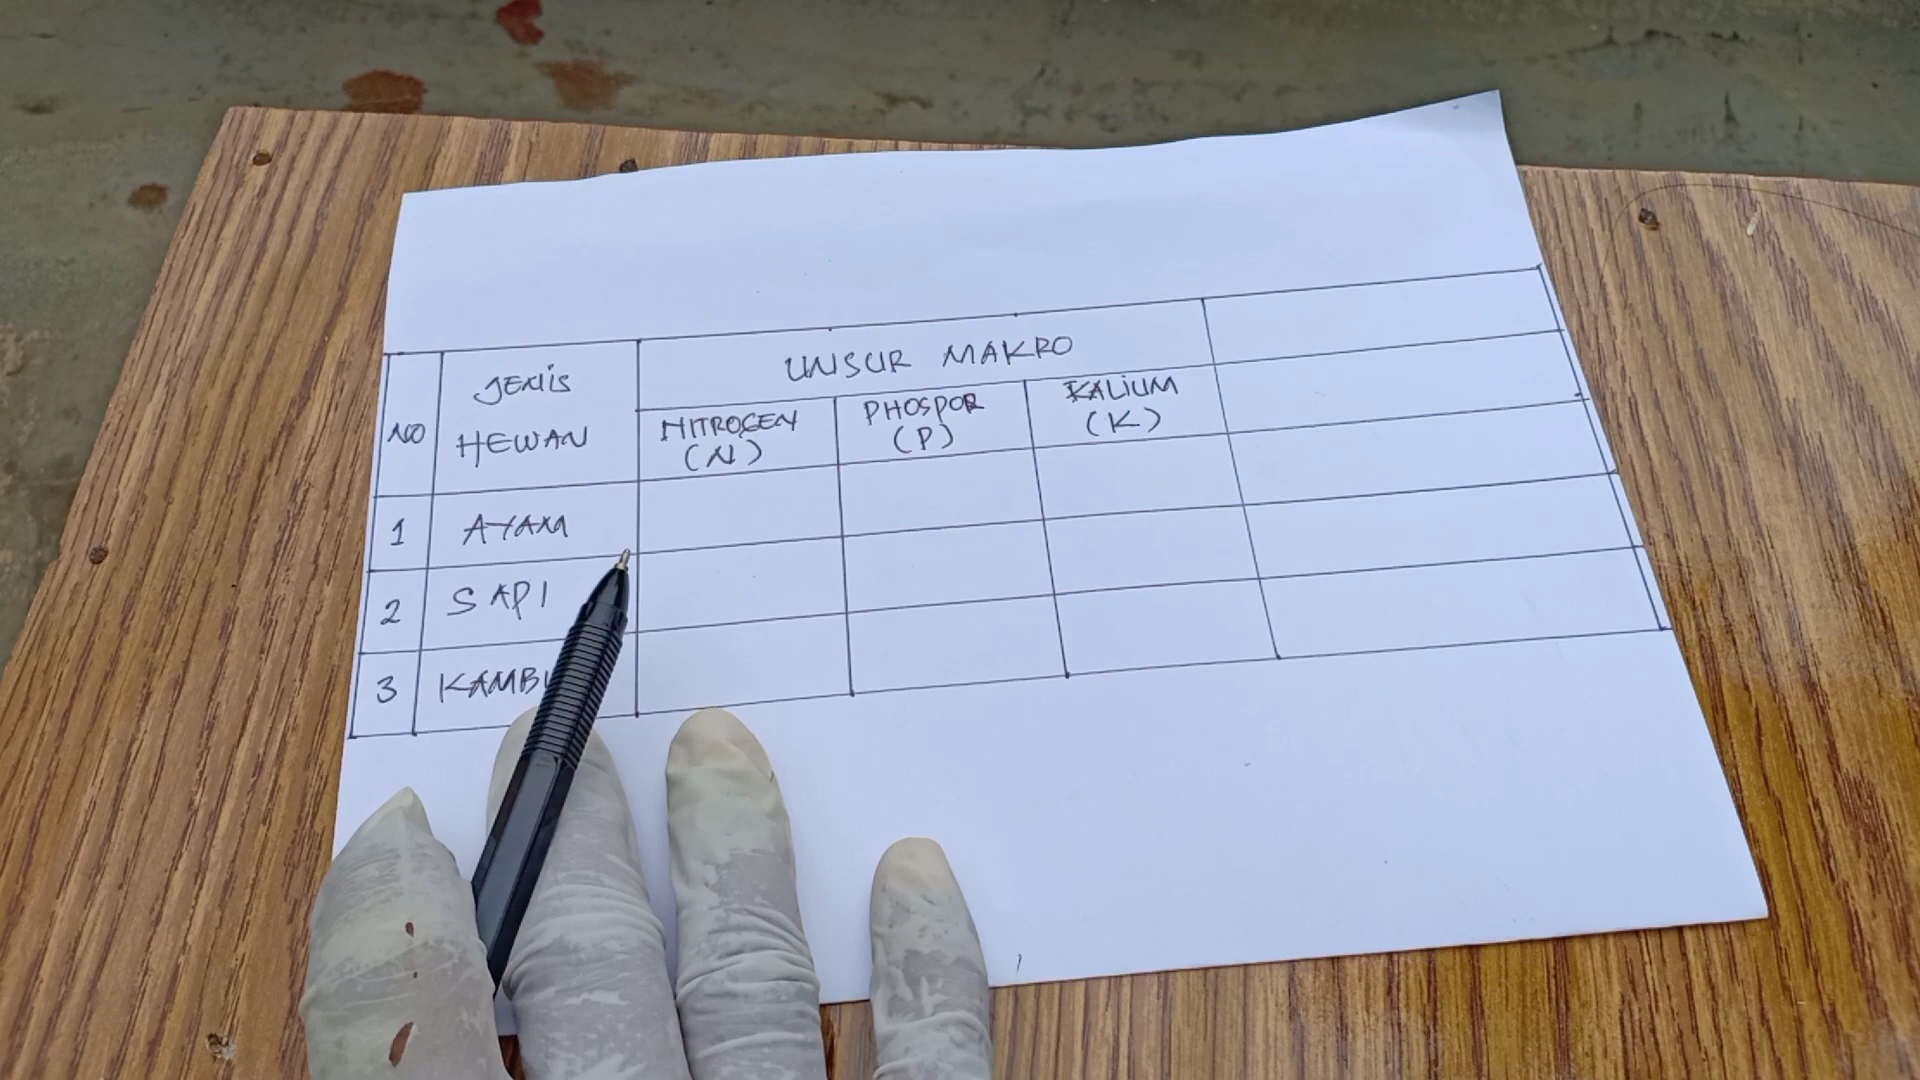 NO
JENIS
HEWAN
UNSUR MAKRO
NITROGEN
(N)
PHOSPOR
(P)
KALIUM
(K)
1 AYAM
2 SAPI
3